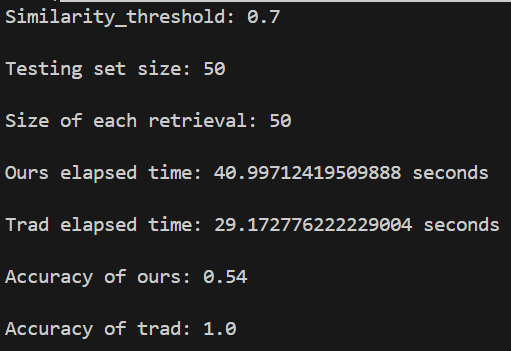 Similarity_threshold: 0.7
Testing set size: 50
Size of each retrieval: 50
Ours elapsed time: 40.99712419509888 seconds
Trad elapsed time: 29.172776222229004 seconds
Accuracy of ours: 0.54
Accuracy of trad: 1.0